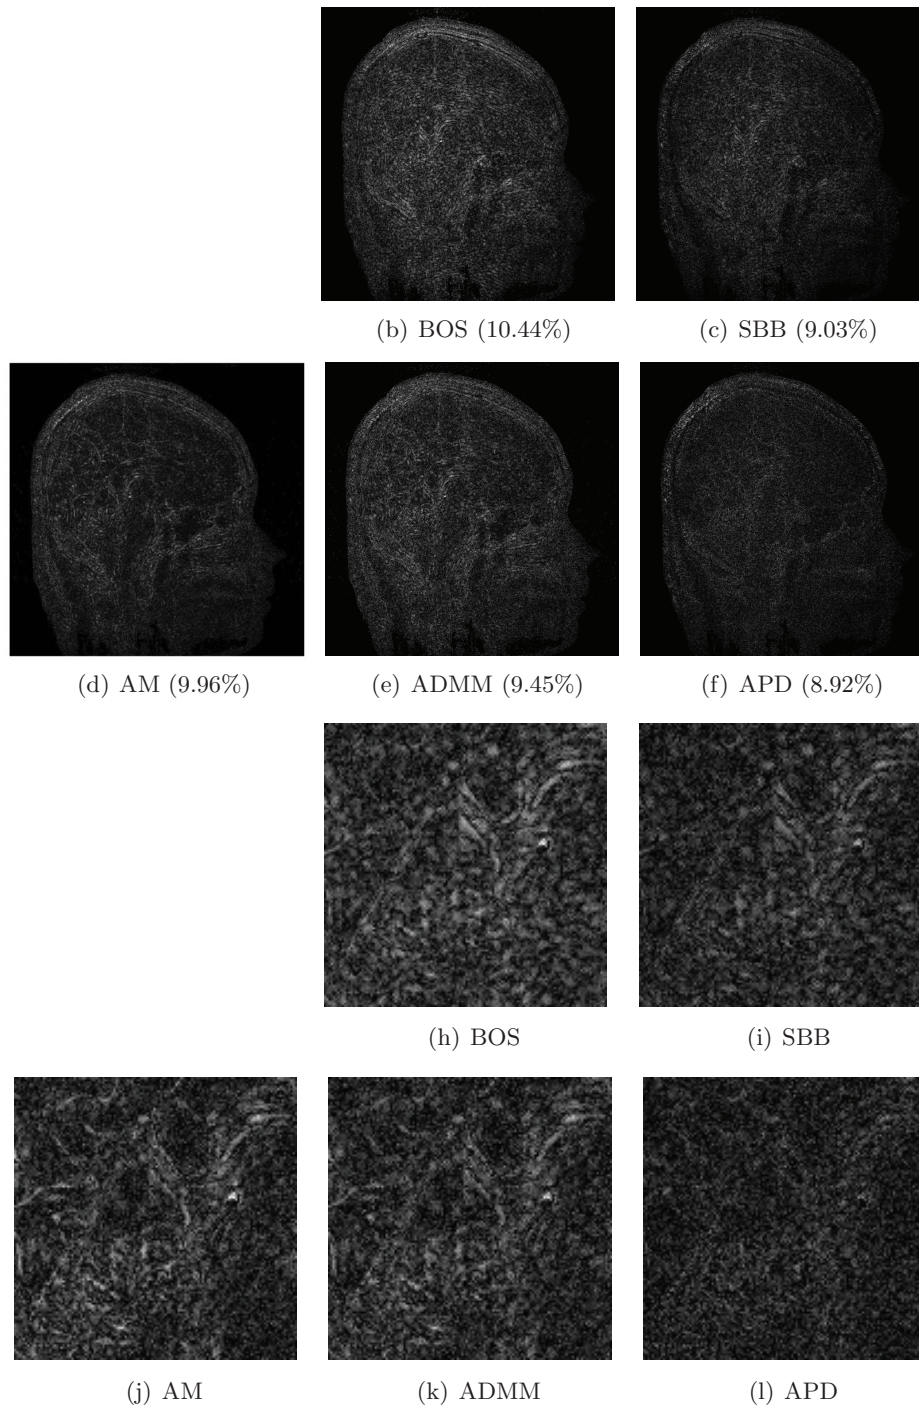 (b) BOS (10.44%)
(c) SBB (9.03%)
(d) AM (9.96%)
(e) ADMM (9.45%)
(f) APD (8.92%)
(h) BOS
(i) SBB
(j) AM
(k) ADMM
(l) APD